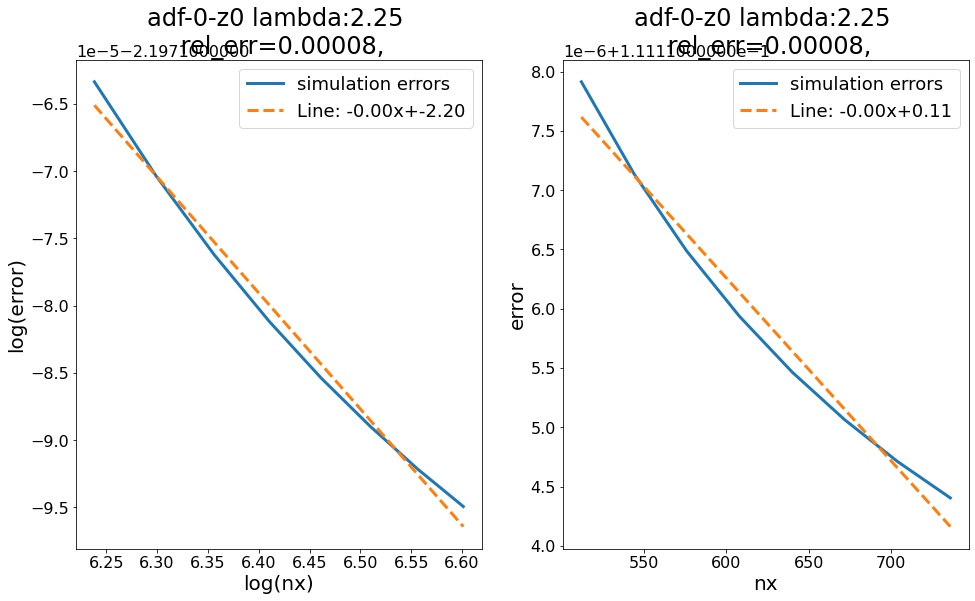 adf-0-z0 lambda:2.25
rel_err=0.00008,
1e−5−2.1971000000
simulation errors
Line: -0.00x+-2.20
−6.5
−7.0
−7.5
−8.0
−8.5
−9.0
−9.5
log(error)
6.25
6.30
6.35
6.40
6.45
6.50
6.55
6.60
log(nx)
adf-0-z0 lambda:2.25
rel_err=0.00008,
1e−6+1.1111000000e−1
simulation errors
Line: -0.00x+0.11
8.0
7.5
7.0
6.5
6.0
5.5
5.0
4.5
4.0
error
550
600
650
700
nx